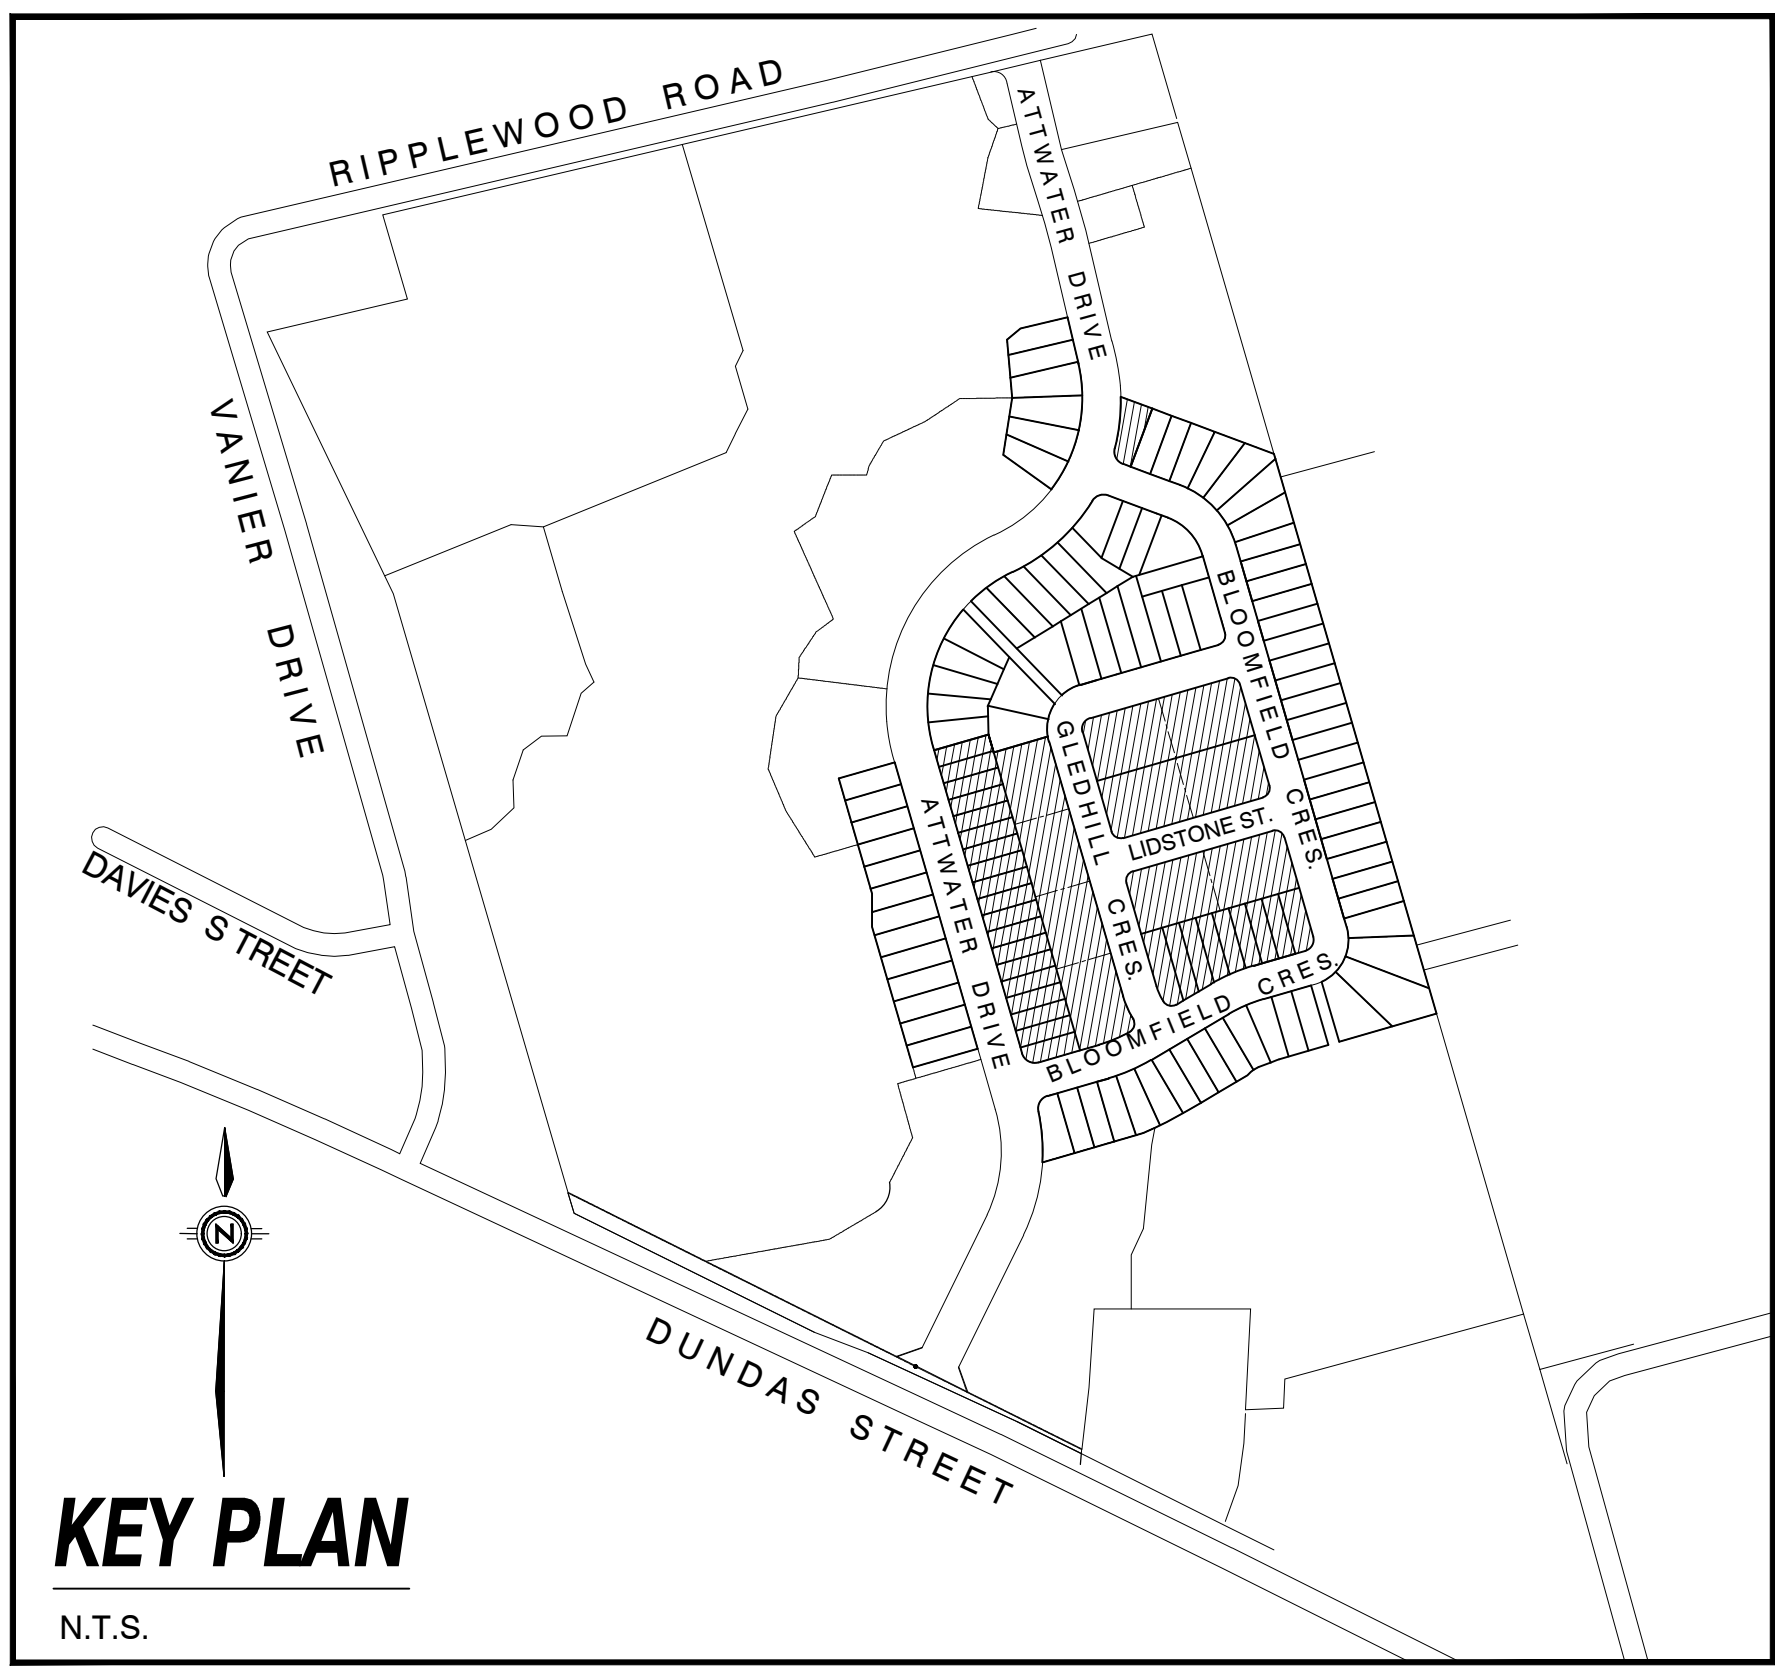 RIPPLEWOOD ROAD
ATTWATER DRIVE
VANIER DRIVE
BLOOMFIELD CRES.
GLEDHILL CRES.
LIDSTONE ST.
ATTWATER DRIVE
DAVIES STREET
BLOOMFIELD CRES.
N
DUNDAS STREET
KEY PLAN
N.T.S.